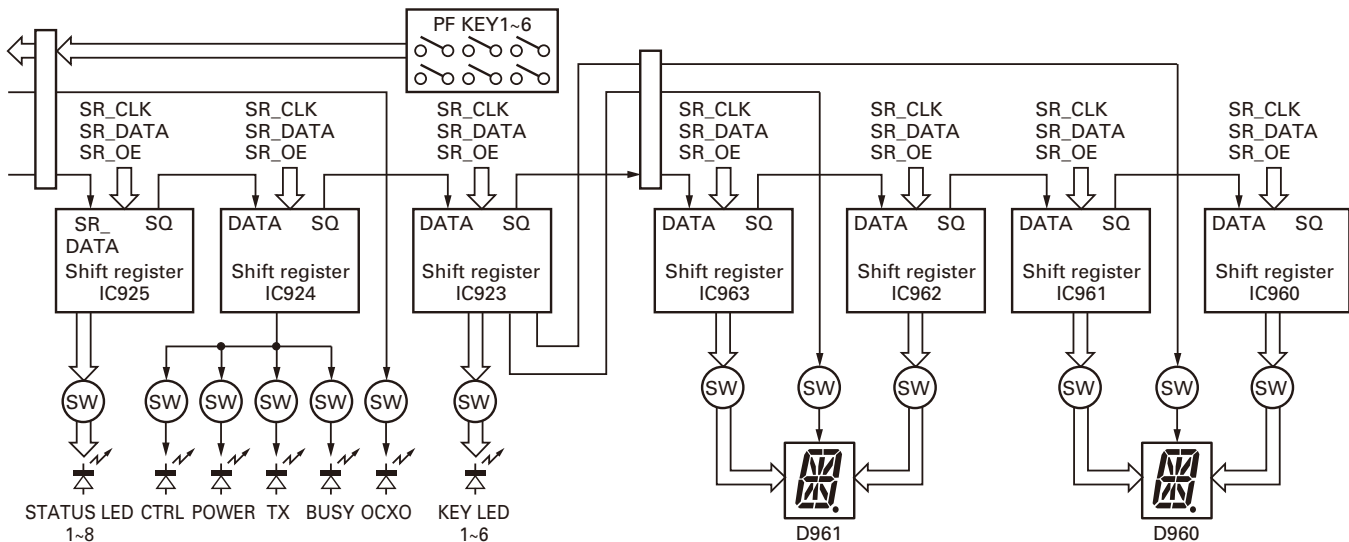 PF KEY1~6
SR_CLK
SR_DATA
SR_OE
SR_CLK
SR_DATA
SR_OE
SR_CLK
SR_DATA
SR_OE
SR_CLK
SR_DATA
SR_OE
SR_CLK
SR_DATA
SR_OE
SR_CLK
SR_DATA
SR_OE
SR_CLK
SR_DATA
SR_OE
SR_
DATA
SQ
Shift register
IC925
DATA SQ
Shift register
IC924
DATA SQ
Shift register
IC923
DATA SQ
Shift register
IC963
DATA SQ
Shift register
IC962
DATA SQ
Shift register
IC961
DATA SQ
Shift register
IC960
SW SW SW SW SW SW SW SW SW SW SW SW SW
STATUS LED
1~8
CTRL POWER TX BUSY OCXO
KEY LED
1~6
D961
D960